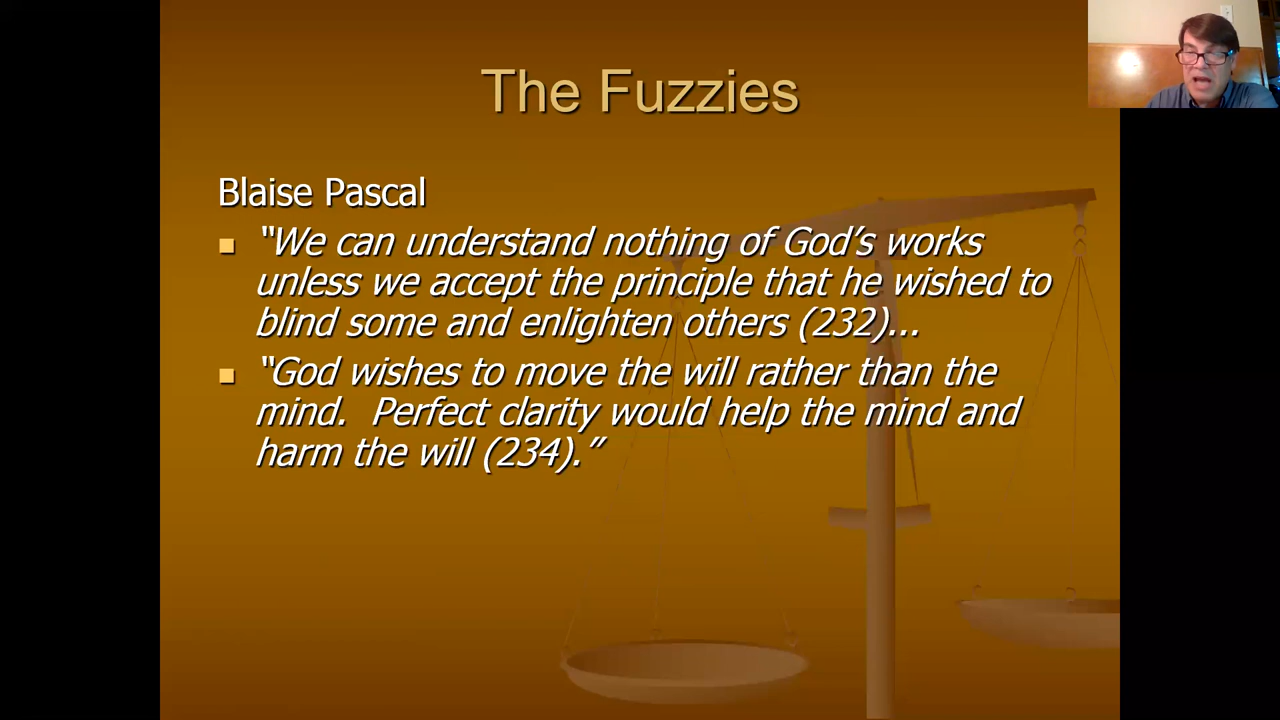 The Fuzzies
Blaise Pascal
“We can understand nothing of God’s works
unless we accept the principle that he wished to
blind some and enlighten others (232)...
“God wishes to move the will rather than the
mind.  Perfect clarity would help the mind and
harm the will (234).”